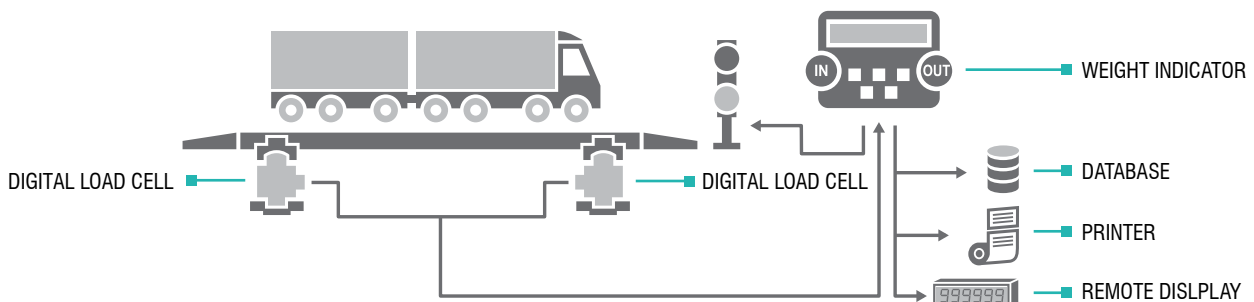 IN
OUT
WEIGHT INDICATOR
DIGITAL LOAD CELL
DIGITAL LOAD CELL
DATABASE
PRINTER
REMOTE DISLPLAY
999999